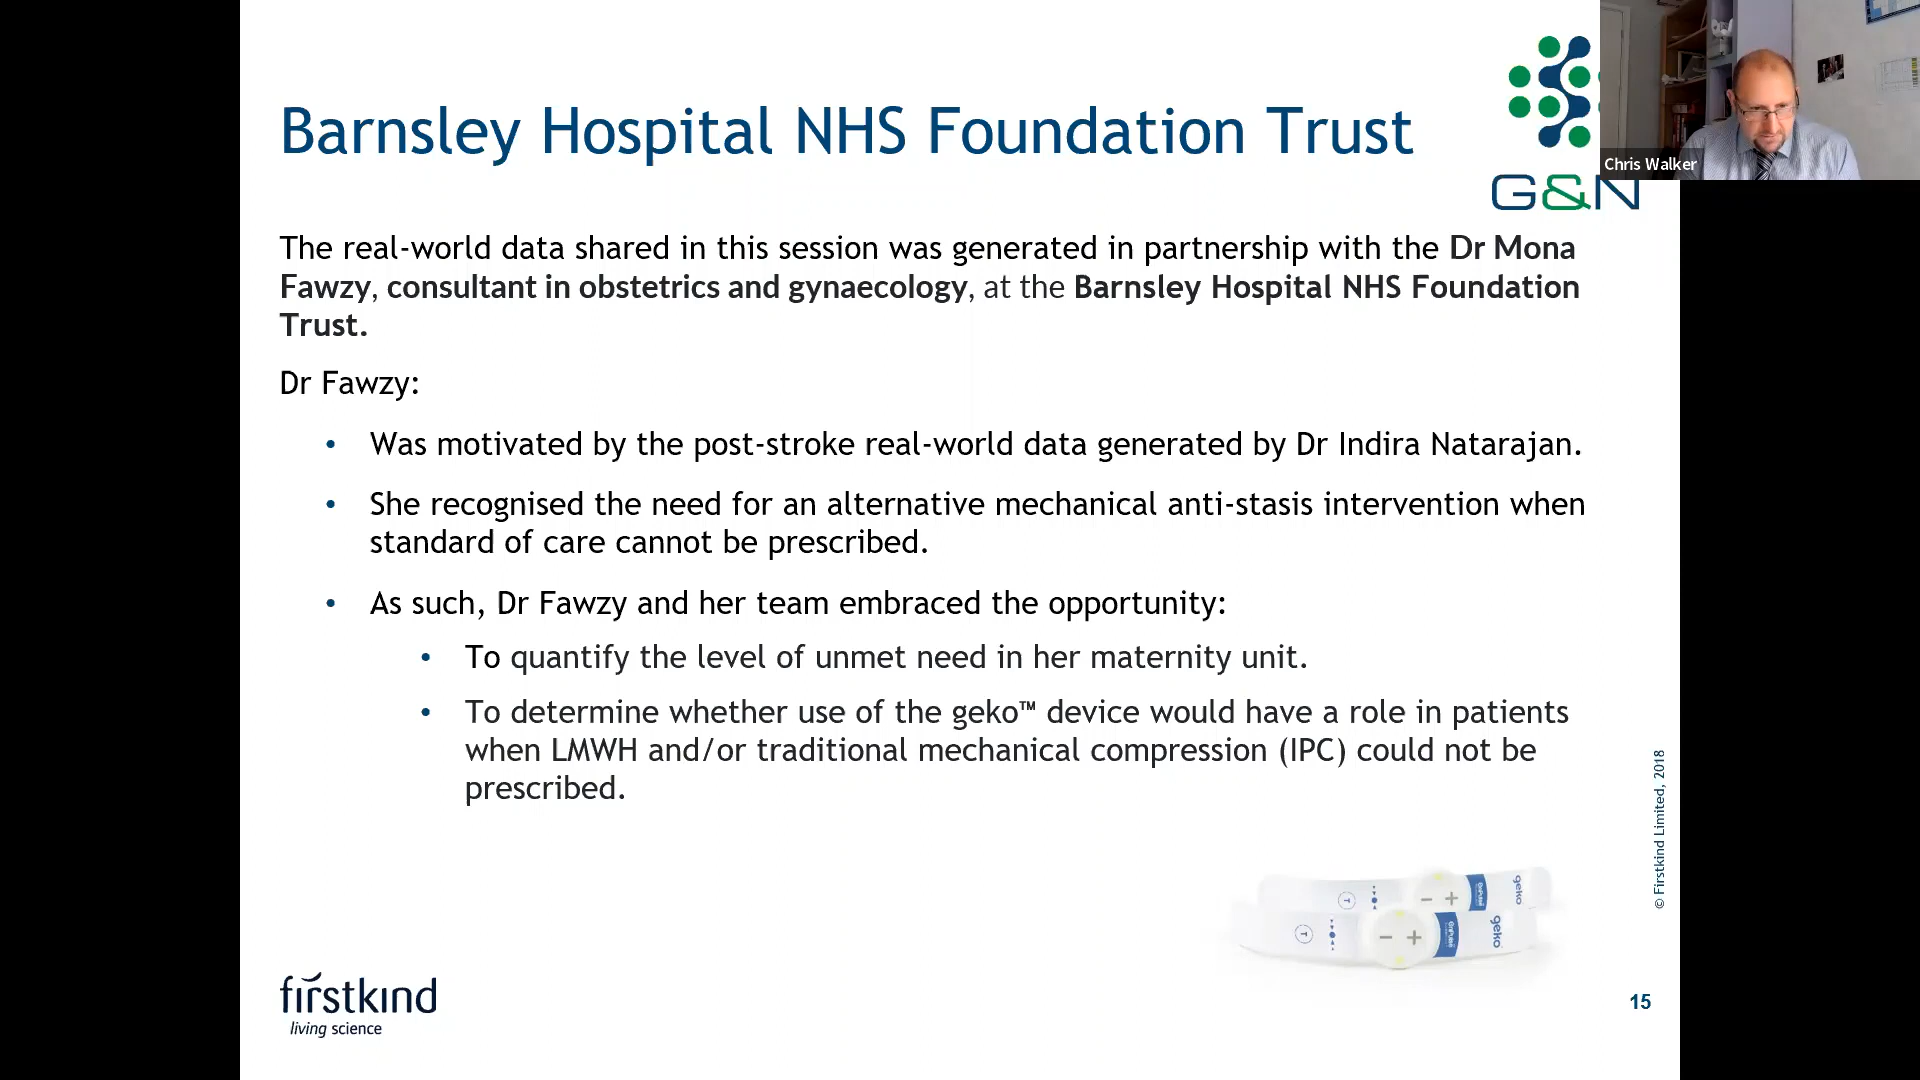 Barnsley Hospital NHS Foundation Trust
G&N
Chris Walker
The real-world data shared in this session was generated in partnership with the Dr Mona
Fawzy, consultant in obstetrics and gynaecology, at the Barnsley Hospital NHS Foundation
Trust.
Dr Fawzy:
• Was motivated by the post-stroke real-world data generated by Dr Indira Natarajan.
• She recognised the need for an alternative mechanical anti-stasis intervention when
standard of care cannot be prescribed.
• As such, Dr Fawzy and her team embraced the opportunity:
• To quantify the level of unmet need in her maternity unit.
• To determine whether use of the geko™ device would have a role in patients
when LMWH and/or traditional mechanical compression (IPC) could not be
prescribed.
© Firstkind Limited, 2018
T
− +
geko
T
− +
geko
firstkind
living science
15